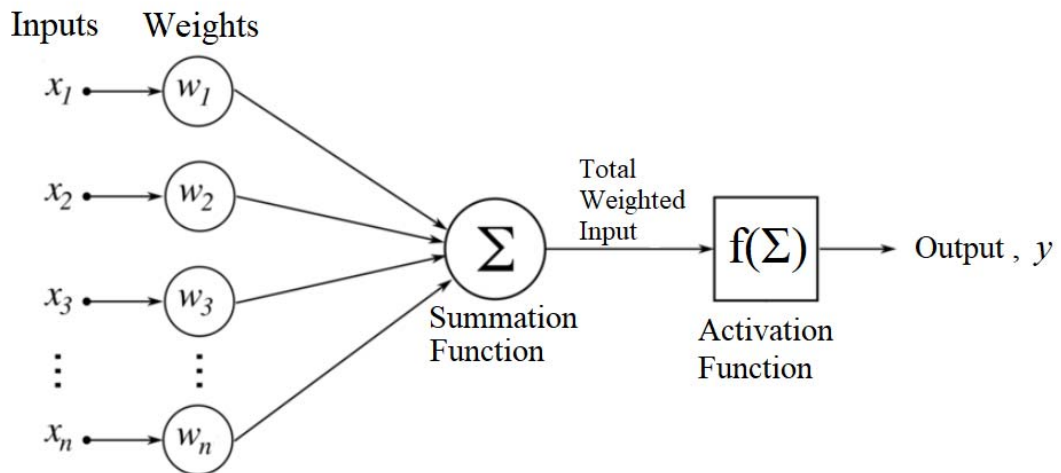 Inputs Weights
x1 w1
x2 w2
x3 w3
⋮ ⋮
xn wn
Σ
Summation
Function
Total
Weighted
Input
f(Σ)
Activation
Function
Output , y